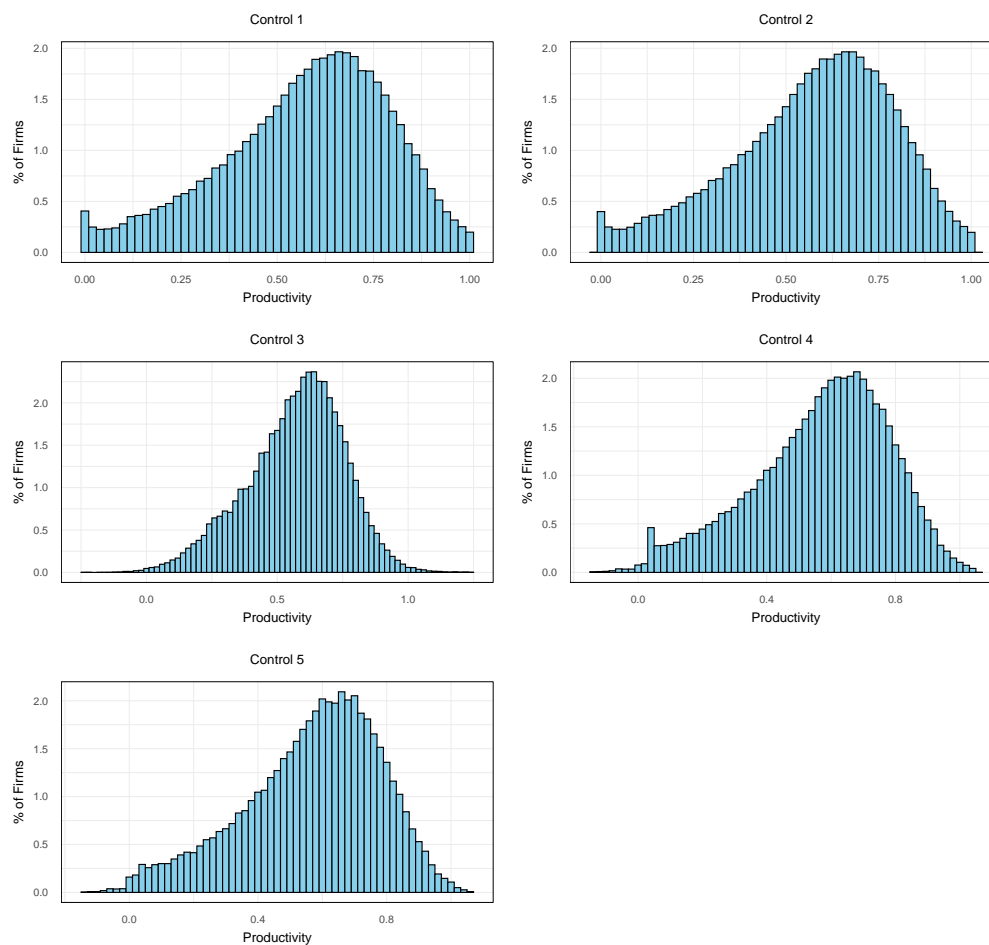 Control 1
2.0
1.5
1.0
0.5
0.0
% of Firms
0.00 0.25 0.50 0.75 1.00
Productivity
Control 2
2.0
1.5
1.0
0.5
0.0
% of Firms
0.00 0.25 0.50 0.75 1.00
Productivity
Control 3
2.0
1.5
1.0
0.5
0.0
% of Firms
0.0 0.5 1.0
Productivity
Control 4
2.0
1.5
1.0
0.5
0.0
% of Firms
0.0 0.4 0.8
Productivity
Control 5
2.0
1.5
1.0
0.5
0.0
% of Firms
0.0 0.4 0.8
Productivity